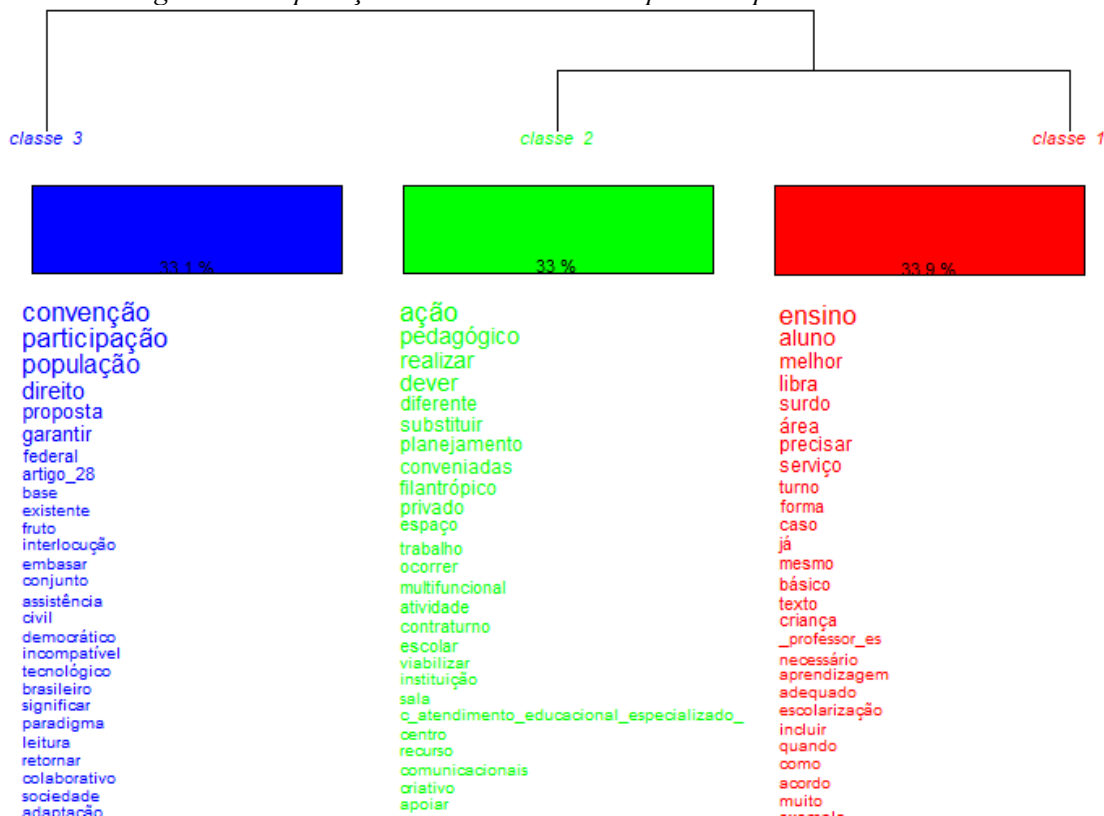 classe 3
classe 2
classe 1
33.1 %
33 %
33.9 %
convenção
participação
população
direito
proposta
garantir
federal
artigo_28
base
existente
fruto
interlocução
embasar
conjunto
assistência
civil
democrático
incompatível
tecnológico
brasileiro
significar
paradigma
leitura
retornar
colaborativo
sociedade
adaptação
ação
pedagógico
realizar
dever
diferente
substituir
planejamento
conveniadas
filantrópico
privado
espaço
trabalho
ocorrer
multifuncional
atividade
contraturno
escolar
viabilizar
instituição
sala
o_atendimento_educacional_especializado_
centro
recurso
comunicacionais
criativo
apoiar
ensino
aluno
melhor
libra
surdo
área
precisar
serviço
turno
forma
caso
já
mesmo
básico
texto
criança
_professor_es
necessário
aprendizagem
adequado
escolarização
incluir
quando
como
acordo
muito